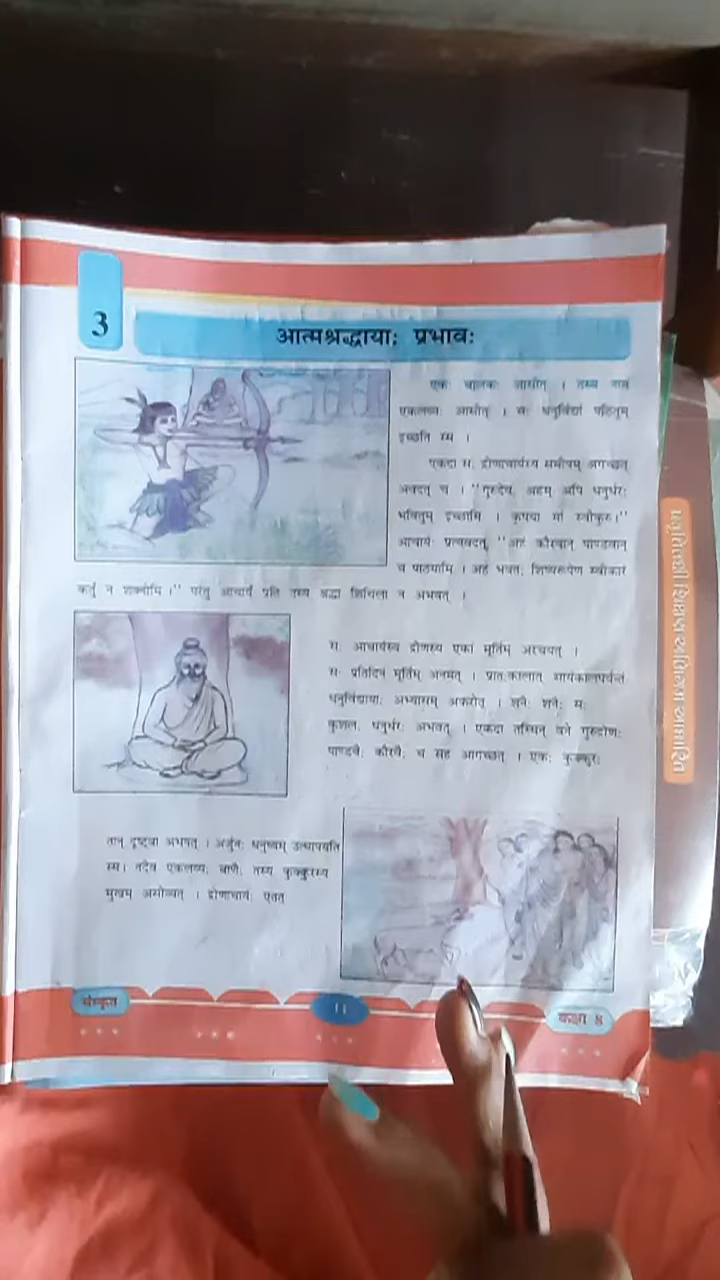 3
आत्मश्रद्धायाः प्रभावः
एकः बालकः आसीत् । तस्य नाम
एकलव्यः आसीत् । सः धनुर्विद्यां पठितुम्
इच्छति स्म ।
एकदा सः द्रोणाचार्यस्य समीपम् अगच्छत्
अवदत् च । "गुरुदेव, अहम् अपि धनुर्धरः
भवितुम् इच्छामि । कृपया मां स्वीकुरु।"
आचार्यः प्रत्यवदत्, "अहं कौरवान् पाण्डवान्
च पाठयामि । अहं भवतः शिष्यरूपेण स्वीकारं
कर्तुं न शक्नोमि ।" परंतु आचार्यं प्रति तस्य श्रद्धा शिथिला न अभवत् ।
सः आचार्यस्य द्रोणस्य एकां मूर्तिम् अरचयत् ।
सः प्रतिदिनं मूर्तिम् अनमत् । प्रातःकालात् सायंकालपर्यन्तं
धनुर्विद्यायाः अभ्यासम् अकरोत् । शनैः शनैः सः
कुशलः धनुर्धरः अभवत् । एकदा तस्मिन् वने गुरुद्रोणः
पाण्डवैः कौरवैः च सह आगच्छत् । एकः कुक्कुरः
तान् दृष्ट्वा अभषत् । अर्जुनः धनुष्यम् उत्थापयति
स्म। तदैव एकलव्यः बाणैः तस्य कुक्कुरस्य
मुखम् असीव्यत् । द्रोणाचार्यः एतत्
संस्कृत
11
कक्षा 8